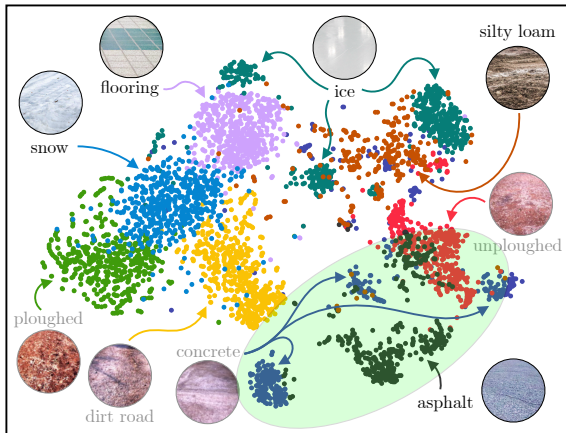 silty loam
flooring
ice
snow
unploughed
ploughed
concrete
dirt road
asphalt